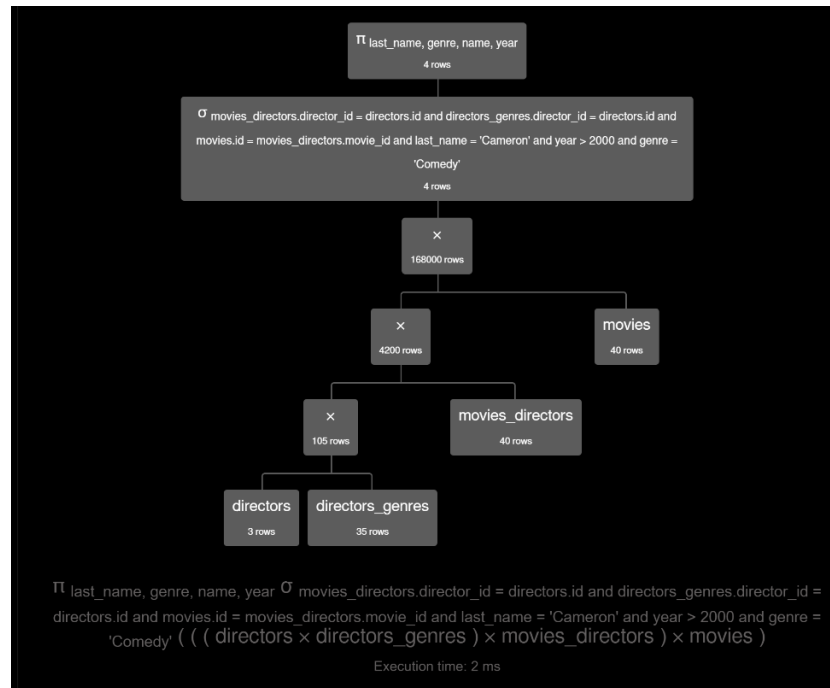 π last_name, genre, name, year
4 rows
σ movies_directors.director_id = directors.id and directors_genres.director_id = directors.id and
movies.id = movies_directors.movie_id and last_name = 'Cameron' and year > 2000 and genre =
'Comedy'
4 rows
×
168000 rows
×
4200 rows
movies
40 rows
×
105 rows
movies_directors
40 rows
directors
3 rows
directors_genres
35 rows
π last_name, genre, name, year σ movies_directors.director_id = directors.id and directors_genres.director_id =
directors.id and movies.id = movies_directors.movie_id and last_name = 'Cameron' and year > 2000 and genre =
'Comedy' ( ( ( directors × directors_genres ) × movies_directors ) × movies )
Execution time: 2 ms